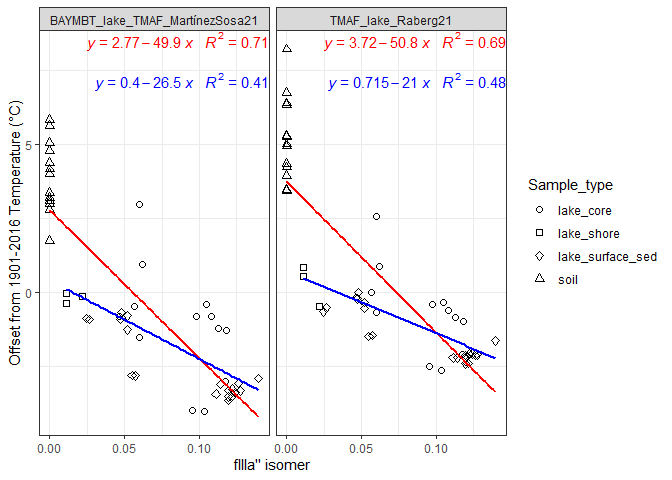 BAYMBT_lake_TMAF_MartínezSosa21
TMAF_lake_Raberg21
y = 2.77 − 49.9 x R² = 0.71
y = 3.72 − 50.8 x R² = 0.69
y = 0.4 − 26.5 x R² = 0.41
y = 0.715 − 21 x R² = 0.48
Offset from 1901-2016 Temperature (°C)
5
0
0.00
0.05
0.10
0.00
0.05
0.10
fIIIa" isomer
Sample_type
lake_core
lake_shore
lake_surface_sed
soil